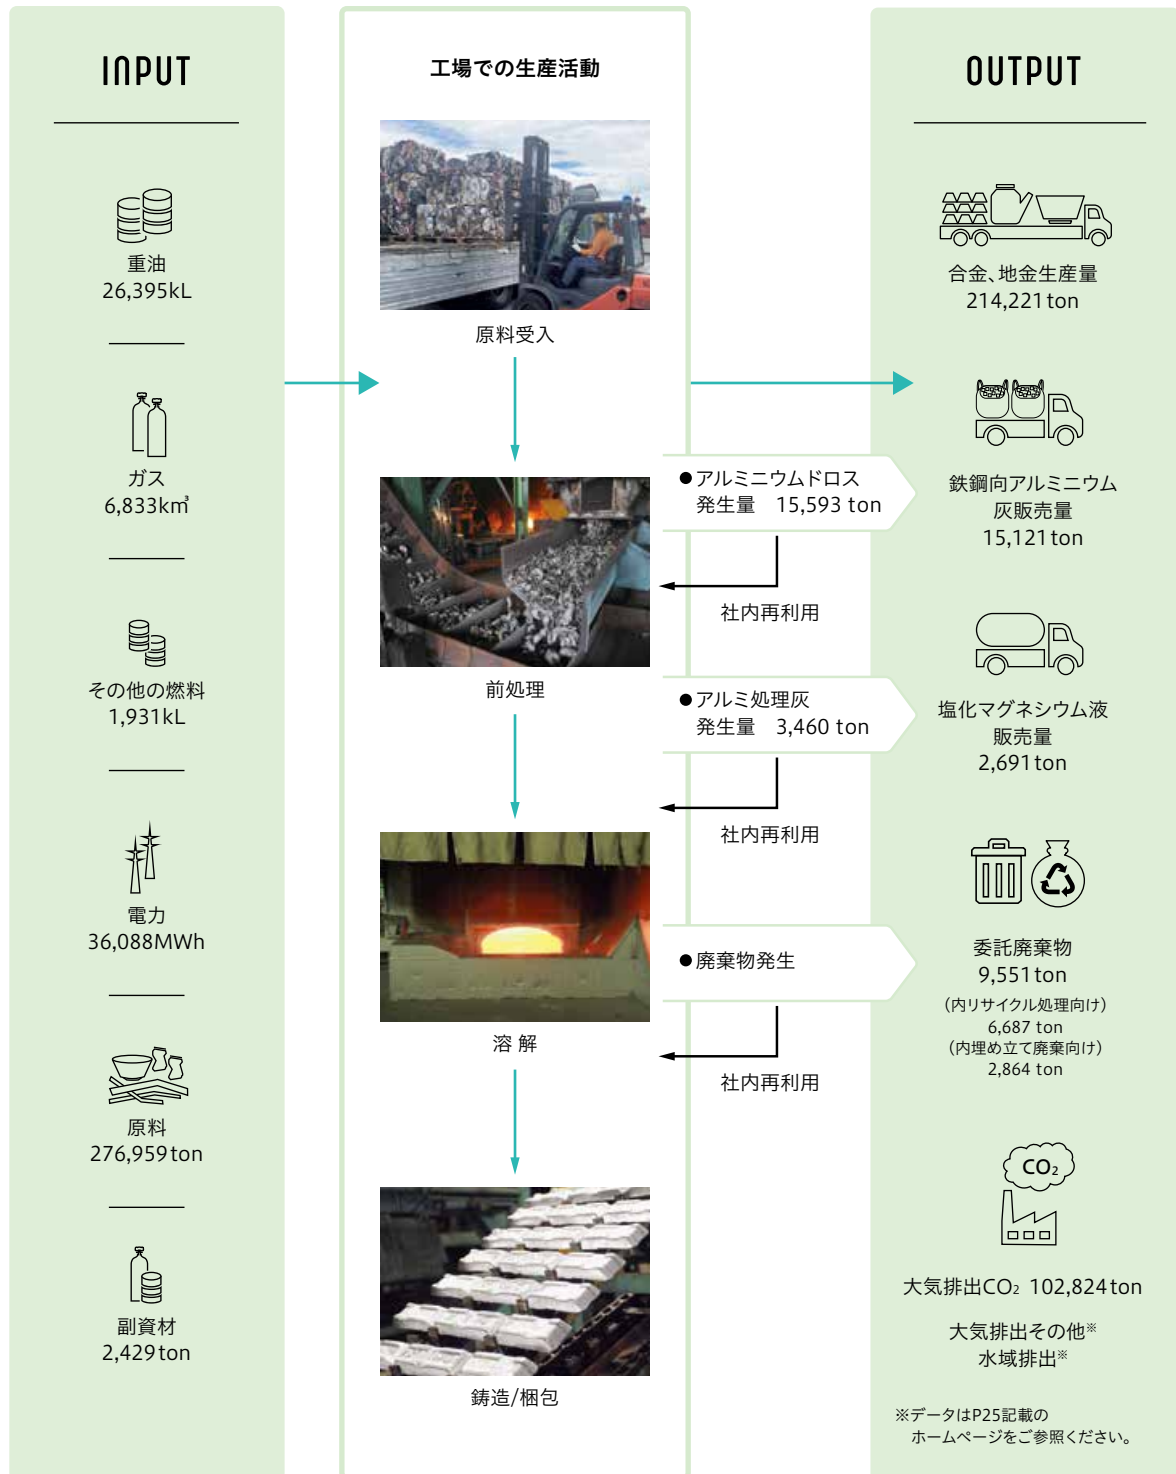 INPUT
重油
26,395kL
ガス
6,833k㎥
その他の燃料
1,931kL
電力
36,088MWh
原料
276,959ton
副資材
2,429ton
工場での生産活動
原料受入
前処理
溶解
鋳造/梱包
●アルミニウムドロス
発生量 15,593 ton
社内再利用
●アルミ処理灰
発生量 3,460 ton
社内再利用
●廃棄物発生
社内再利用
OUTPUT
合金、地金生産量
214,221ton
鉄鋼向アルミニウム
灰販売量
15,121ton
塩化マグネシウム液
販売量
2,691ton
委託廃棄物
9,551ton
(内リサイクル処理向け)
6,687 ton
(内埋め立て廃棄向け)
2,864 ton
CO₂
大気排出CO₂ 102,824ton
大気排出その他※
水域排出※
※データはP25記載の
ホームページをご参照ください。